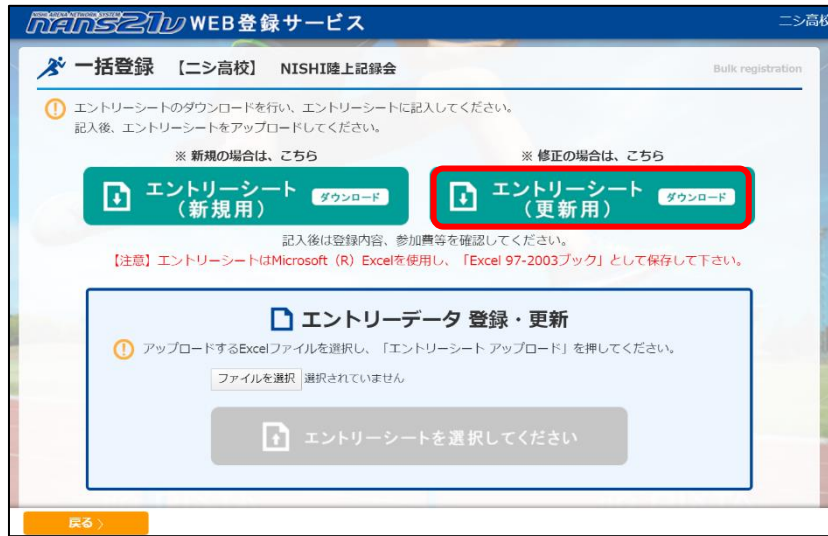 NISHI ARENA NETWORK SYSTEM
NANS21V WEB登録サービス
ニシ高校
一括登録 【ニシ高校】 NISHI陸上記録会
Bulk registration
エントリーシートのダウンロードを行い、エントリーシートに記入してください。
記入後、エントリーシートをアップロードしてください。
※ 新規の場合は、こちら
エントリーシート
(新規用)
ダウンロード
※ 修正の場合は、こちら
エントリーシート
(更新用)
ダウンロード
記入後は登録内容、参加費等を確認してください。
【注意】エントリーシートはMicrosoft（R）Excelを使用し、「Excel 97-2003ブック」として保存して下さい。
エントリーデータ 登録・更新
アップロードするExcelファイルを選択し、「エントリーシート アップロード」を押してください。
ファイルを選択 選択されていません
エントリーシートを選択してください
戻る 〉